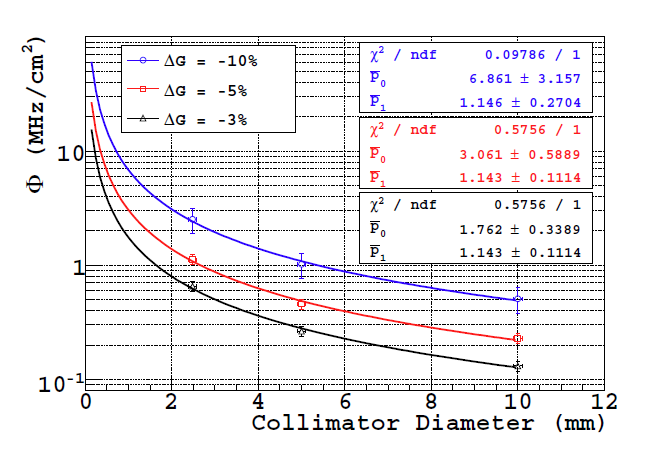 Φ (MHz/cm²)
10
1
10⁻¹
ΔG = -10%
ΔG = -5%
ΔG = -3%
χ² / ndf 0.09786 / 1
p̅₀ 6.861 ± 3.157
p̅₁ 1.146 ± 0.2704
χ² / ndf 0.5756 / 1
p̅₀ 3.061 ± 0.5889
p̅₁ 1.143 ± 0.1114
χ² / ndf 0.5756 / 1
p̅₀ 1.762 ± 0.3389
p̅₁ 1.143 ± 0.1114
0 2 4 6 8 10 12
Collimator Diameter (mm)